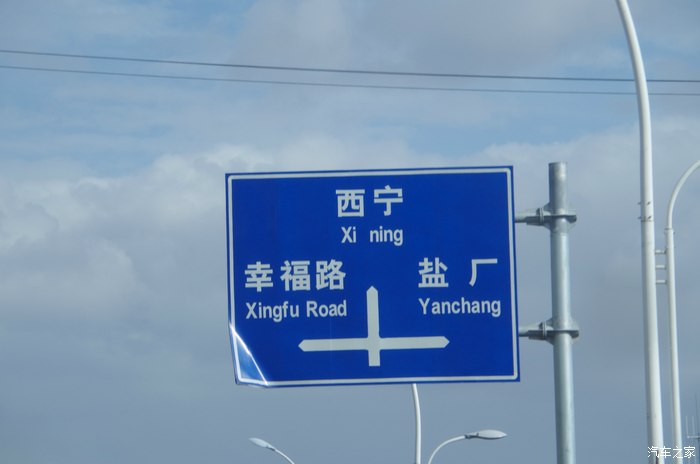 西宁
Xi ning
幸福路
Xingfu Road
盐厂
Yanchang
汽车之家